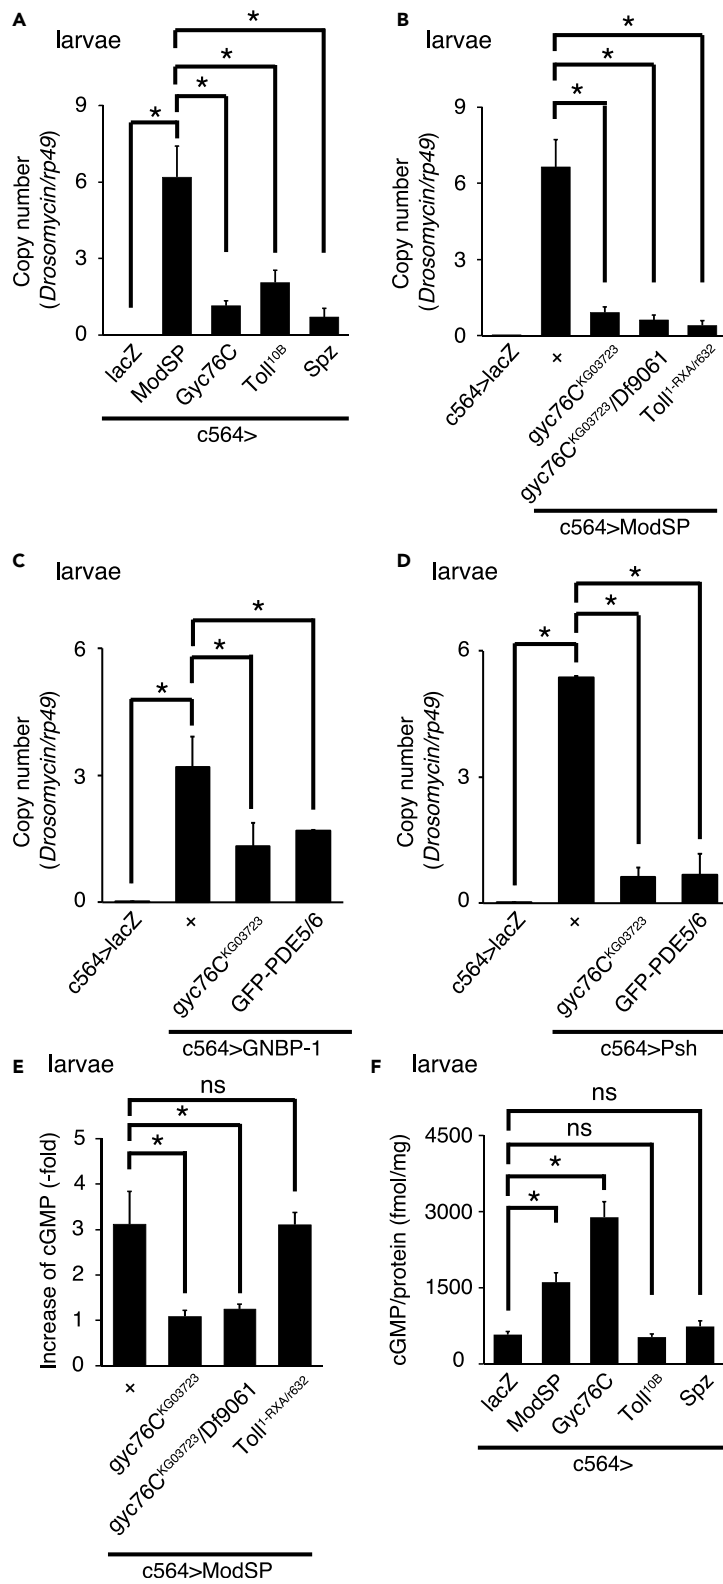 A
larvae
*
*
*
*
Copy number
(Drosomycin/rp49)
9
6
3
0
lacZ
ModSP
Gyc76C
Toll10B
Spz
c564>
B
larvae
*
*
*
Copy number
(Drosomycin/rp49)
9
6
3
0
c564>lacZ
+
gyc76CKG03723
gyc76CKG03723/Df9061
Toll1-RXA/r632
c564>ModSP
C
larvae
*
*
*
Copy number
(Drosomycin/rp49)
6
3
0
c564>lacZ
+
gyc76CKG03723
GFP-PDE5/6
c564>GNBP-1
D
larvae
*
*
*
Copy number
(Drosomycin/rp49)
6
3
0
c564>lacZ
+
gyc76CKG03723
GFP-PDE5/6
c564>Psh
E
larvae
ns
*
*
Increase of cGMP (-fold)
5
4
3
2
1
0
+
gyc76CKG03723
gyc76CKG03723/Df9061
Toll1-RXA/r632
c564>ModSP
F
larvae
ns
ns
*
*
cGMP/protein (fmol/mg)
4500
3000
1500
0
lacZ
ModSP
Gyc76C
Toll10B
Spz
c564>